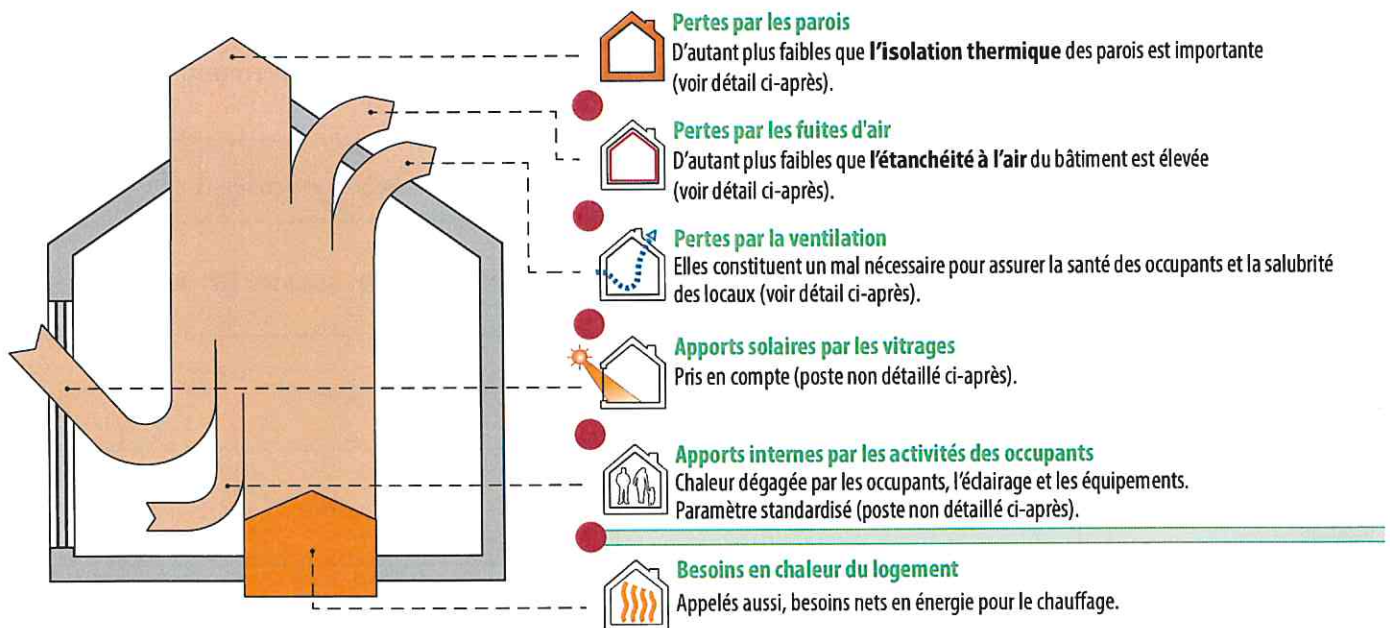 Pertes par les parois
D'autant plus faibles que l'isolation thermique des parois est importante
(voir détail ci-après).
Pertes par les fuites d'air
D'autant plus faibles que l'étanchéité à l'air du bâtiment est élevée
(voir détail ci-après).
Pertes par la ventilation
Elles constituent un mal nécessaire pour assurer la santé des occupants et la salubrité
des locaux (voir détail ci-après).
Apports solaires par les vitrages
Pris en compte (poste non détaillé ci-après).
Apports internes par les activités des occupants
Chaleur dégagée par les occupants, l'éclairage et les équipements.
Paramètre standardisé (poste non détaillé ci-après).
Besoins en chaleur du logement
Appelés aussi, besoins nets en énergie pour le chauffage.